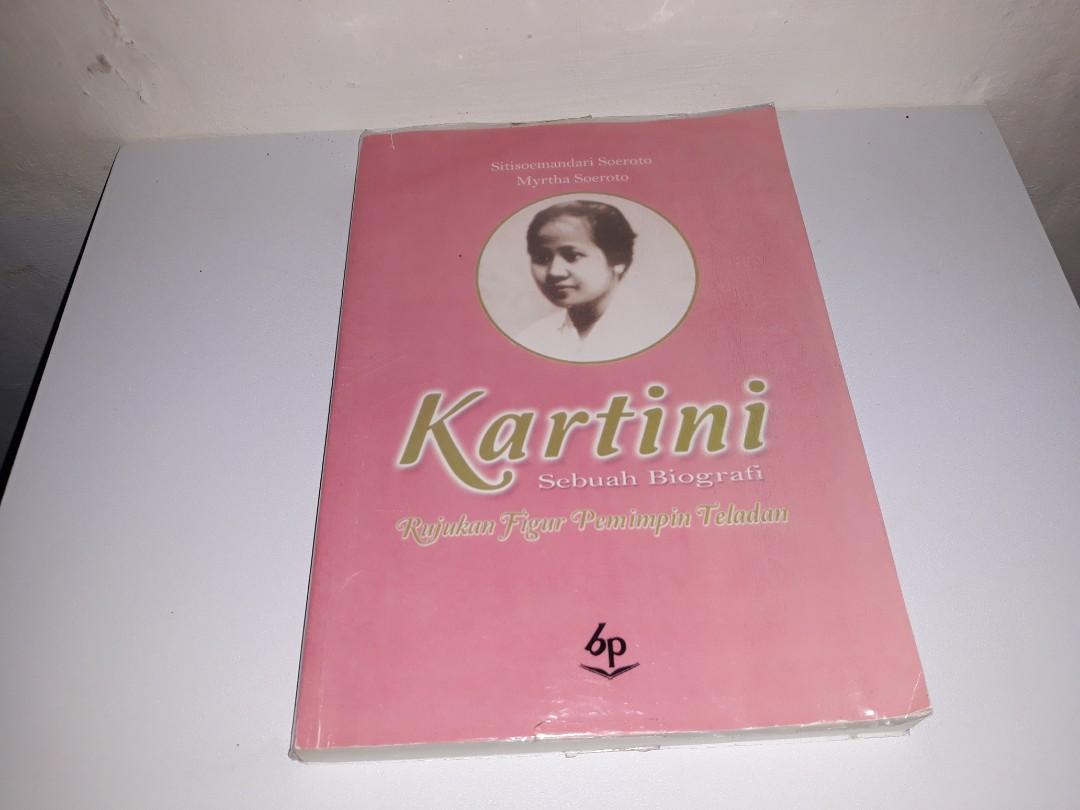 Sitisoemandari Soeroto
Myrtha Soeroto
Kartini
Sebuah Biografi
Rujukan Figur Pemimpin Teladan
bp